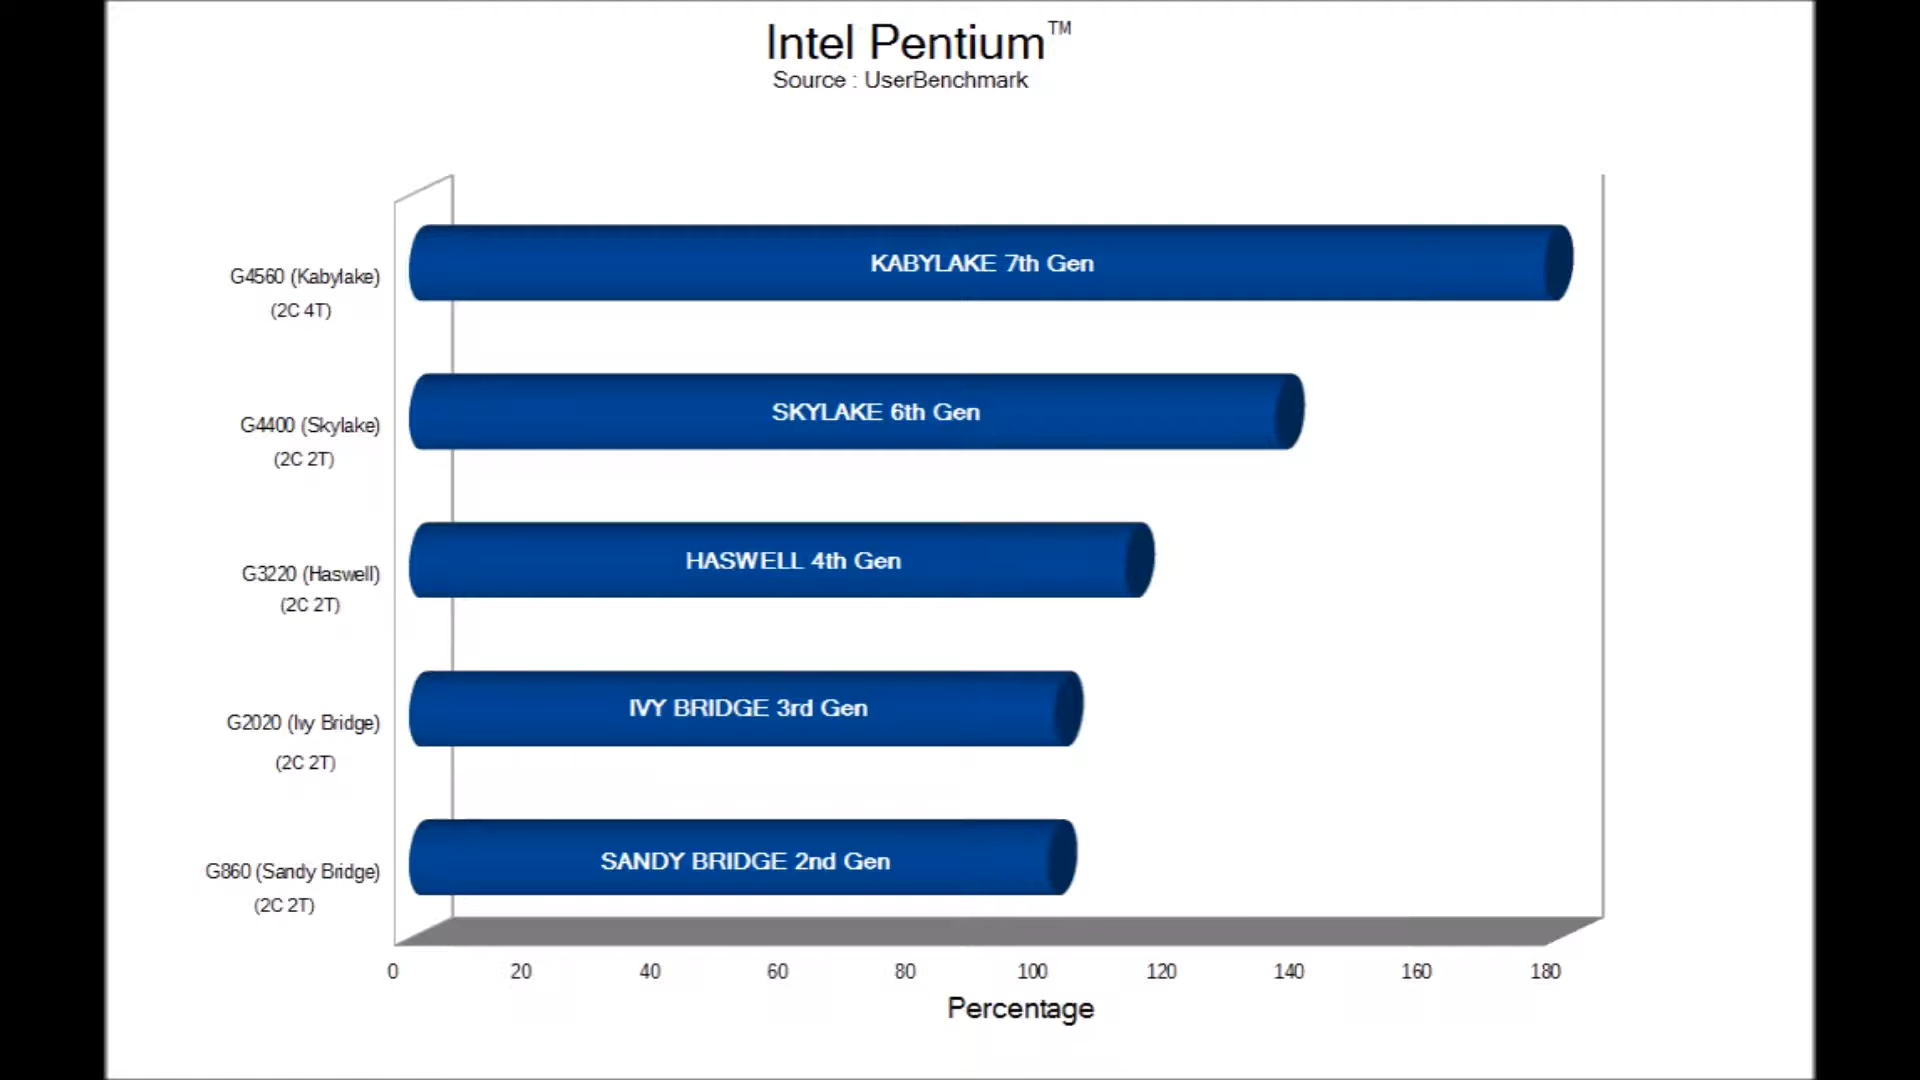 Intel Pentium™
Source : UserBenchmark
G4560 (Kabylake)
(2C 4T)
KABYLAKE 7th Gen
G4400 (Skylake)
(2C 2T)
SKYLAKE 6th Gen
G3220 (Haswell)
(2C 2T)
HASWELL 4th Gen
G2020 (Ivy Bridge)
(2C 2T)
IVY BRIDGE 3rd Gen
G860 (Sandy Bridge)
(2C 2T)
SANDY BRIDGE 2nd Gen
0 20 40 60 80 100 120 140 160 180
Percentage